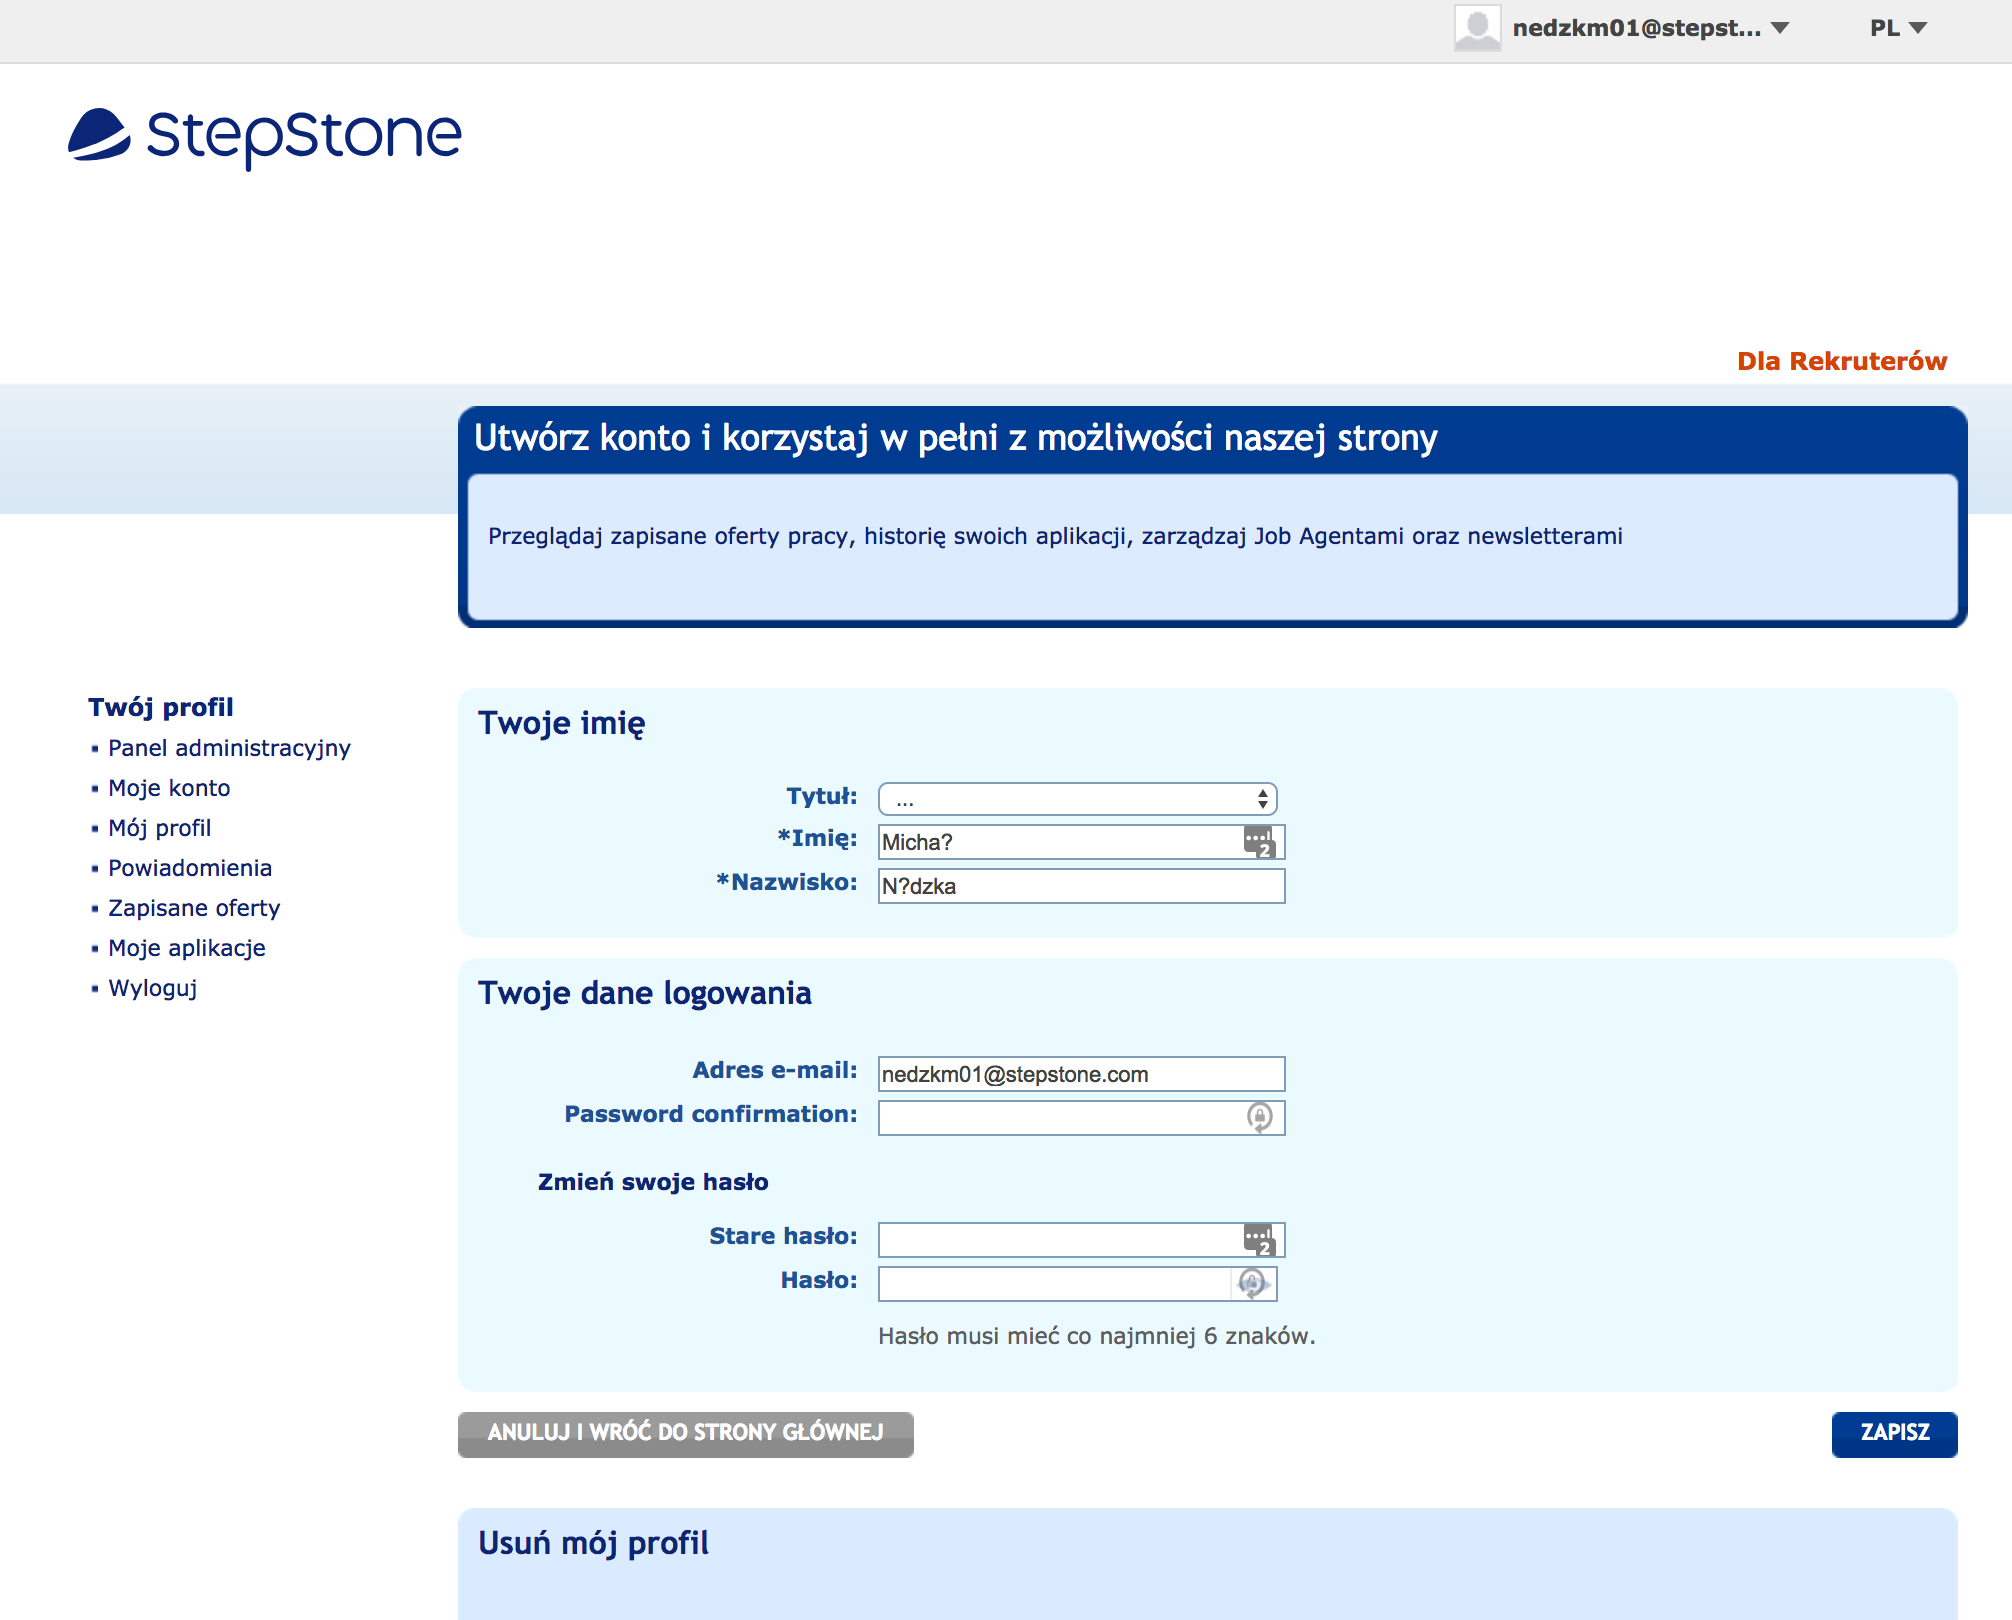 nedzkm01@stepst...
PL
StepStone
Dla Rekruterów
Utwórz konto i korzystaj w pełni z możliwości naszej strony
Przeglądaj zapisane oferty pracy, historię swoich aplikacji, zarządzaj Job Agentami oraz newsletterami
Twój profil
Panel administracyjny
Moje konto
Mój profil
Powiadomienia
Zapisane oferty
Moje aplikacje
Wyloguj
Twoje imię
Tytuł: ...
*Imię: Micha? 2
*Nazwisko: N?dzka
Twoje dane logowania
Adres e-mail: nedzkm01@stepstone.com
Password confirmation:
Zmień swoje hasło
Stare hasło: 2
Hasło:
Hasło musi mieć co najmniej 6 znaków.
ANULUJ I WRÓĆ DO STRONY GŁÓWNEJ
ZAPISZ
Usuń mój profil